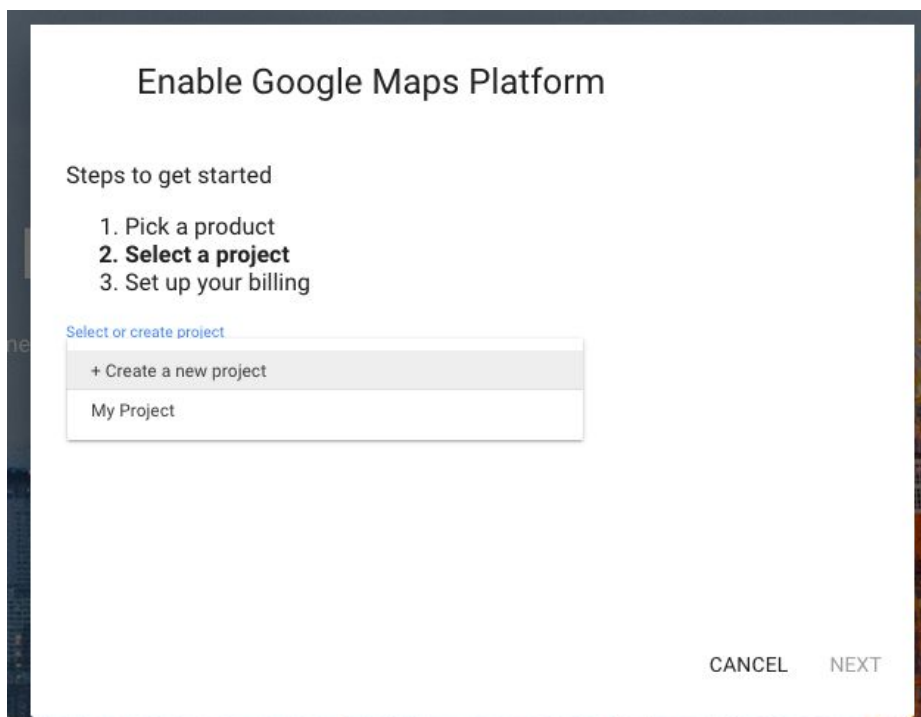 Enable Google Maps Platform
Steps to get started
1. Pick a product
2. Select a project
3. Set up your billing
Select or create project
+ Create a new project
My Project
CANCEL NEXT